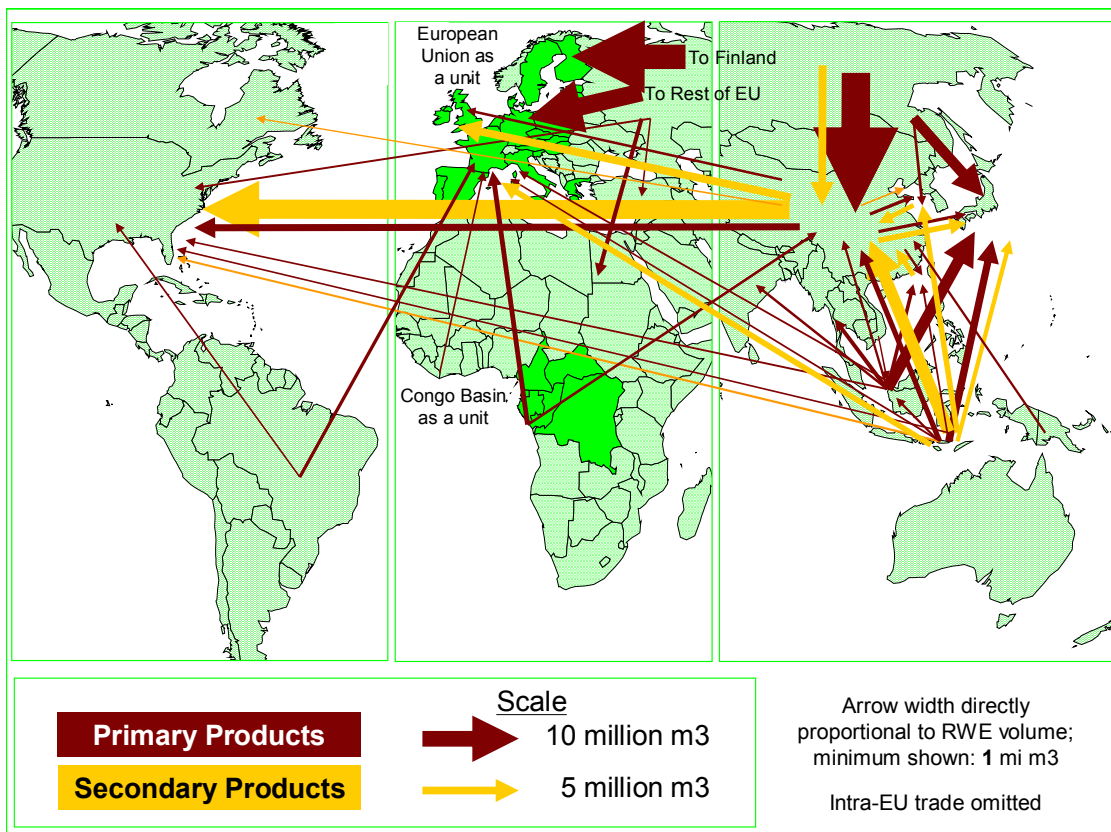 European
Union as
a unit
To Finland
To Rest of EU
Congo Basin
as a unit
Primary Products
Secondary Products
Scale
10 million m3
5 million m3
Arrow width directly
proportional to RWE volume;
minimum shown: 1 mi m3
Intra-EU trade omitted